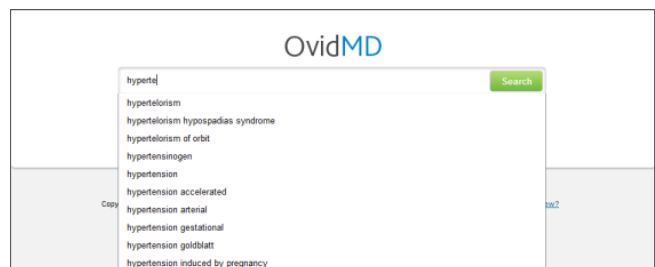 OvidMD
hyperte
Search
hypertelorism
hypertelorism hypospadias syndrome
hypertelorism of orbit
hypertensinogen
hypertension
hypertension accelerated
Copy
hypertension arterial
hypertension gestational
hypertension goldblatt
hypertension induced by pregnancy